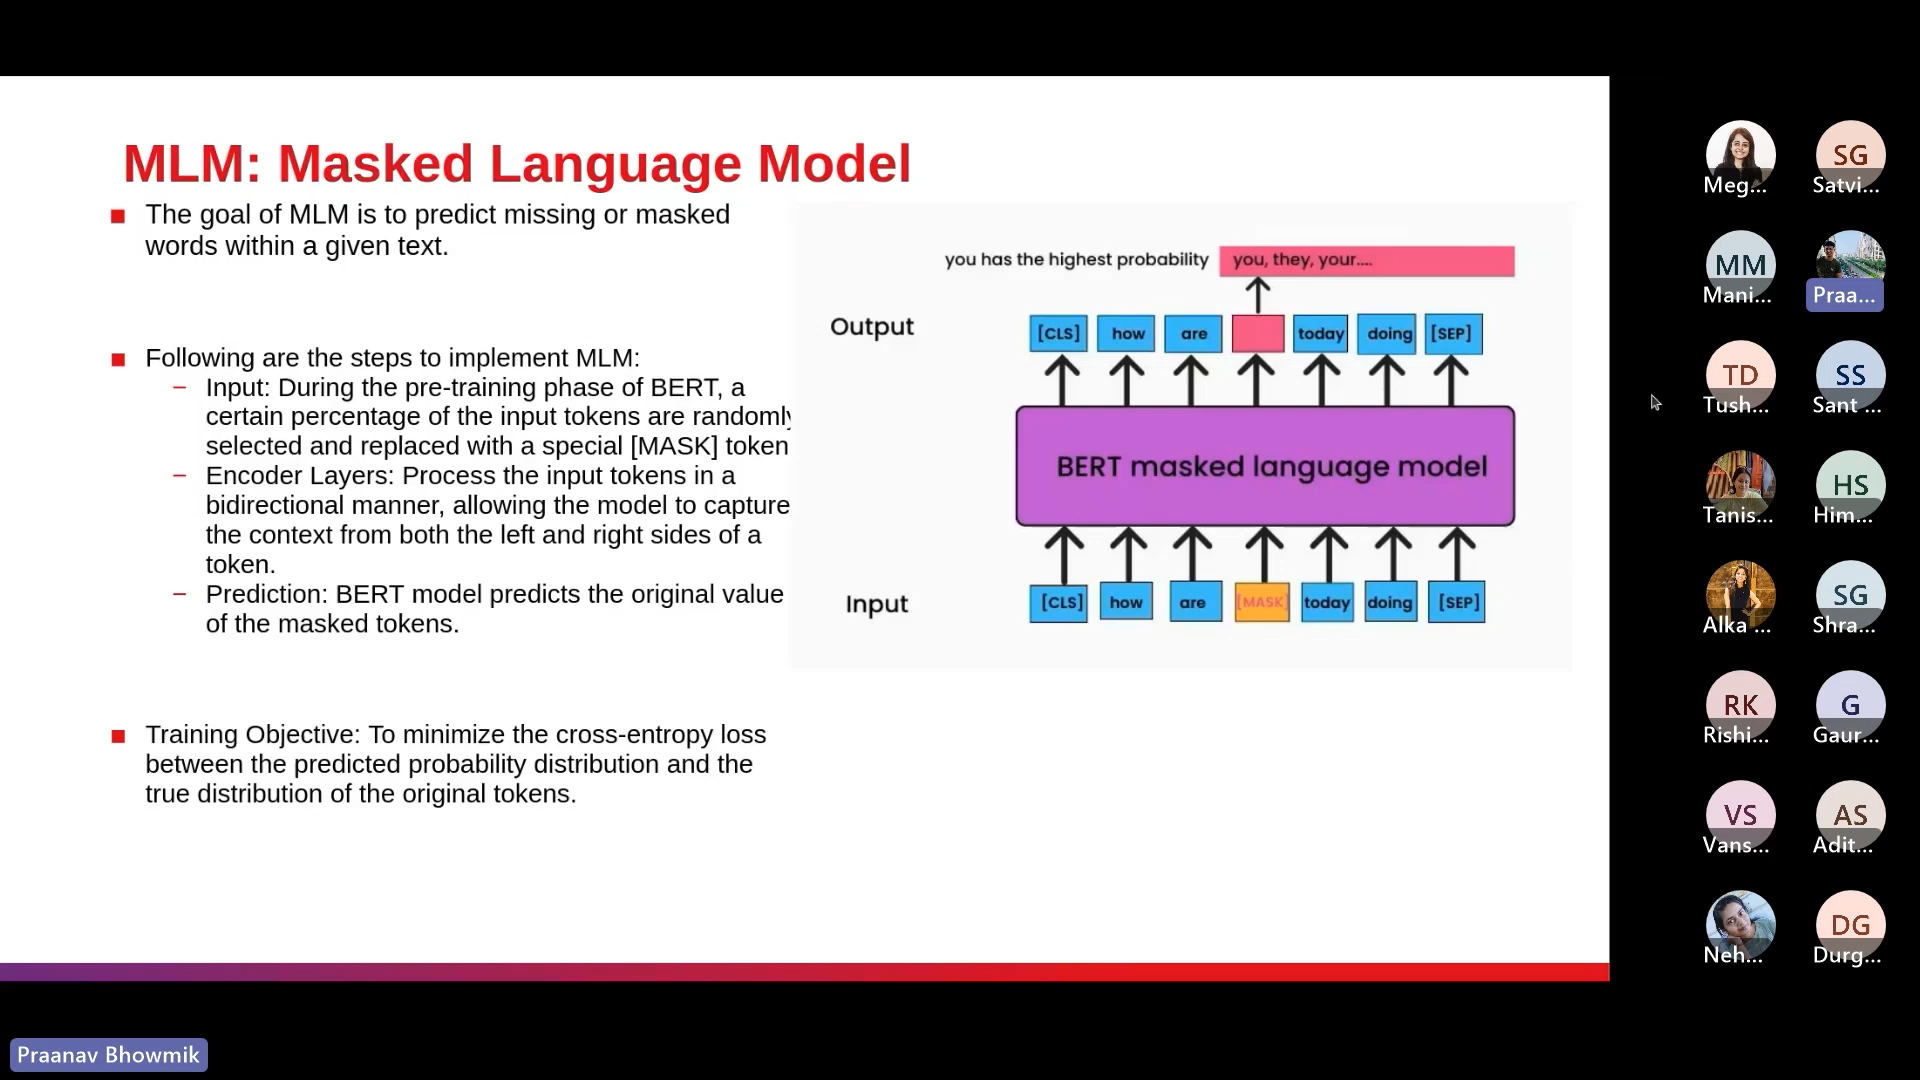 MLM: Masked Language Model
■ The goal of MLM is to predict missing or masked
words within a given text.
■ Following are the steps to implement MLM:
– Input: During the pre-training phase of BERT, a
certain percentage of the input tokens are randomly
selected and replaced with a special [MASK] token
– Encoder Layers: Process the input tokens in a
bidirectional manner, allowing the model to capture
the context from both the left and right sides of a
token.
– Prediction: BERT model predicts the original value
of the masked tokens.
■ Training Objective: To minimize the cross-entropy loss
between the predicted probability distribution and the
true distribution of the original tokens.
you has the highest probability you, they, your....
Output [CLS] how are today doing [SEP]
BERT masked language model
Input [CLS] how are [MASK] today doing [SEP]
Meg...
SG
Satvi...
MM
Mani...
Praa...
TD
Tush...
SS
Sant ...
Tanis...
HS
Him...
Alka ...
SG
Shra...
RK
Rishi...
G
Gaur...
VS
Vans...
AS
Adit...
Neh...
DG
Durg...
Praanav Bhowmik